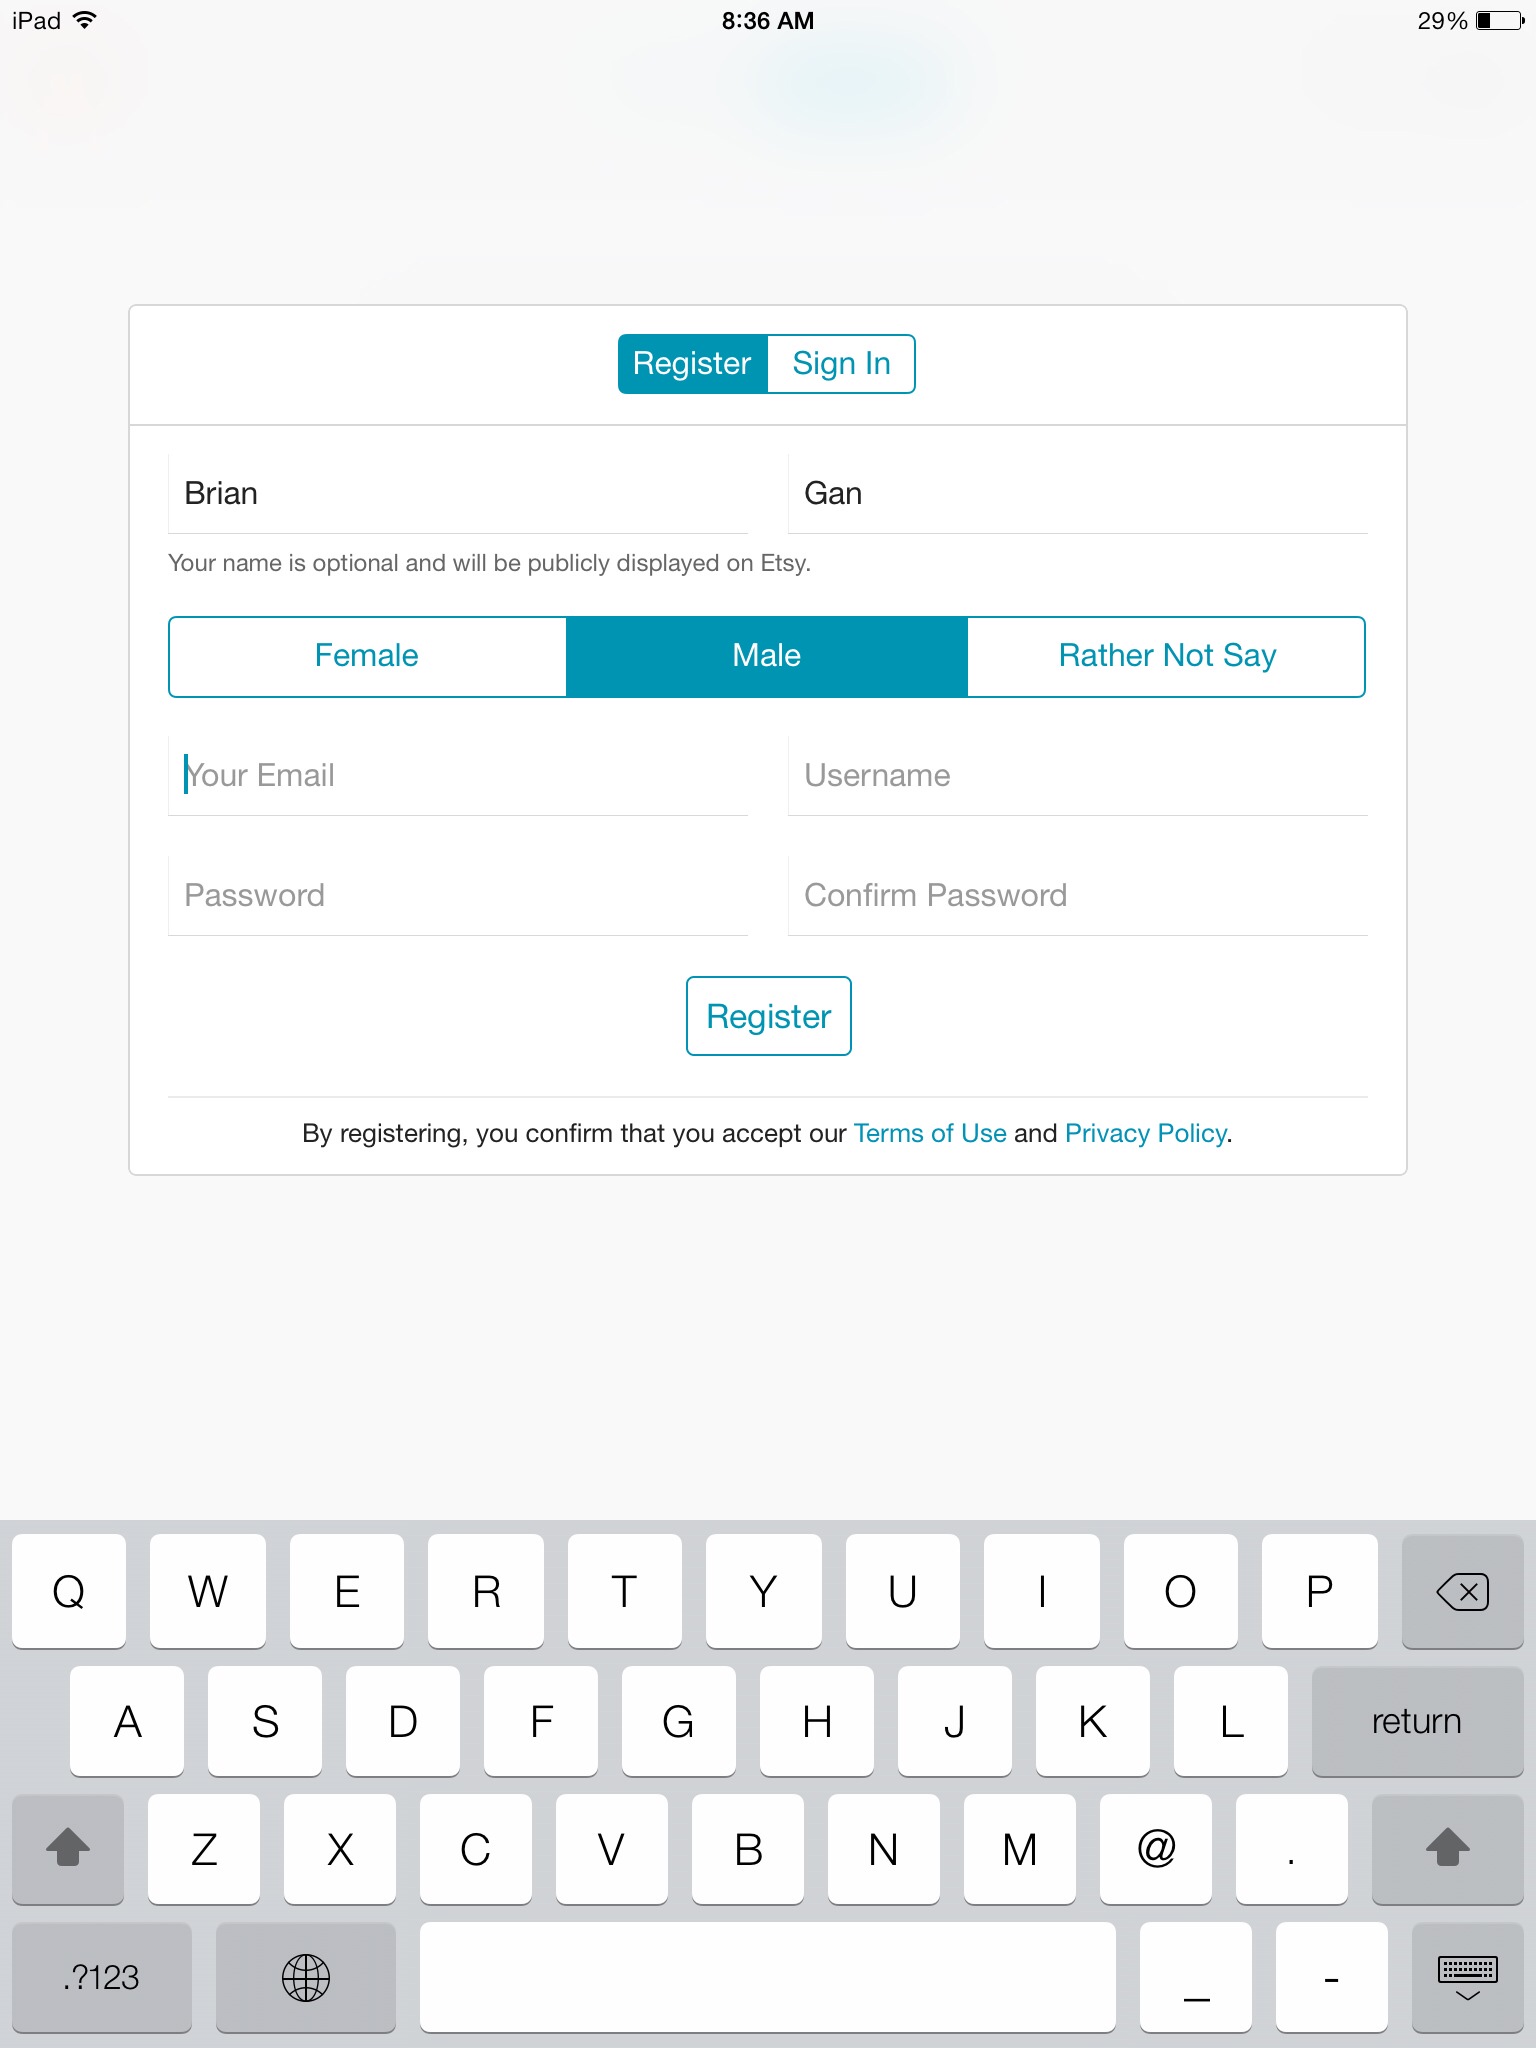 iPad 8:36 AM 29%
Register Sign In
Brian Gan
Your name is optional and will be publicly displayed on Etsy.
Female Male Rather Not Say
Your Email Username
Password Confirm Password
Register
By registering, you confirm that you accept our Terms of Use and Privacy Policy.
Q W E R T Y U I O P
A S D F G H J K L return
Z X C V B N M @ .
.?123 _ -